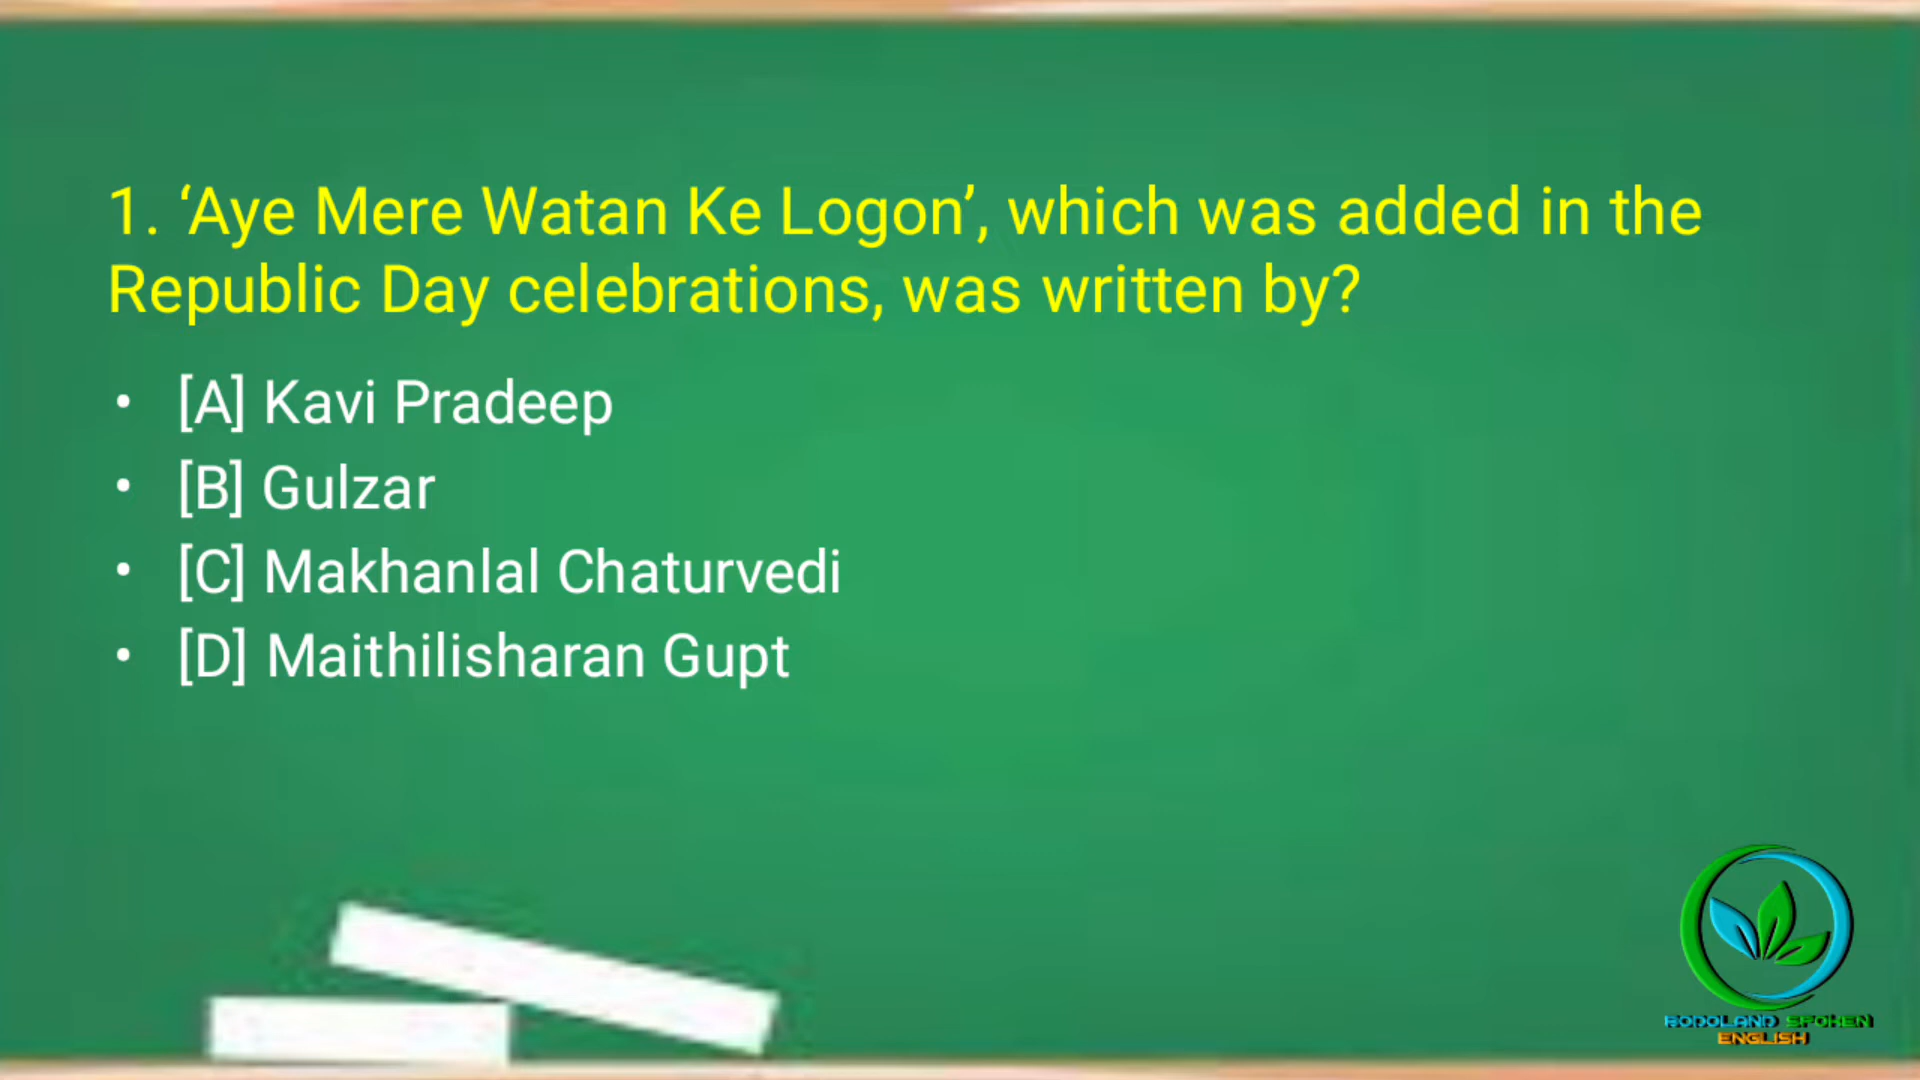 1. ‘Aye Mere Watan Ke Logon’, which was added in the
Republic Day celebrations, was written by?
• [A] Kavi Pradeep
• [B] Gulzar
• [C] Makhanlal Chaturvedi
• [D] Maithilisharan Gupt
BODOLAND SPOKEN
ENGLISH